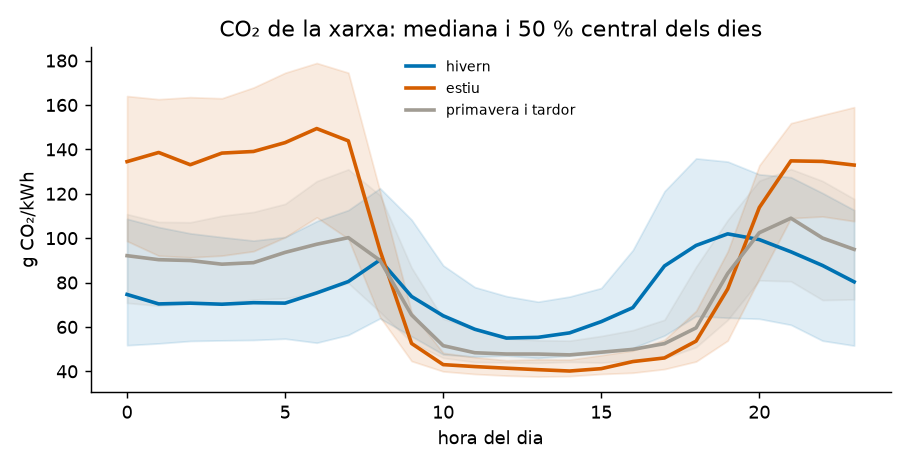 CO₂ de la xarxa: mediana i 50 % central dels dies
hivern
estiu
primavera i tardor
g CO₂/kWh
180
160
140
120
100
80
60
40
0
5
10
15
20
hora del dia